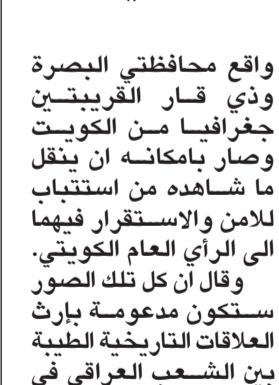 واقع محافظتي البصرة
وذي قار القريبتين
جغرافيا من الكويت
وصار بامكانه ان ينقل
ما شاهده من استتباب
للامن والاستقرار فيهما
الى الرأي العام الكويتي.
وقال ان كل تلك الصور
ستكون مدعومة بإرث
العلاقات التاريخية الطيبة
بين الشعب العراقي في